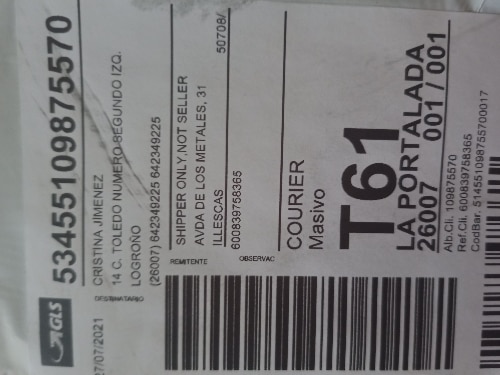 GLS
53455109875570
27/07/2021
DESTINATARIO
CRISTINA JIMENEZ
14 C. TOLEDO NUMERO SEGUNDO IZQ.
LOGROÑO
(26007) 642349225 642349225
REMITENTE
SHIPPER ONLY,NOT SELLER
AVDA DE LOS METALES, 31
ILLESCAS 50708/
600839758365
OBSERVAC
COURIER
Masivo
T61
LA PORTALADA
26007 001 / 001
Alb.Cli. 109875570
Ref.Cli. 600839758365
CodBar. 51455109875570​0017